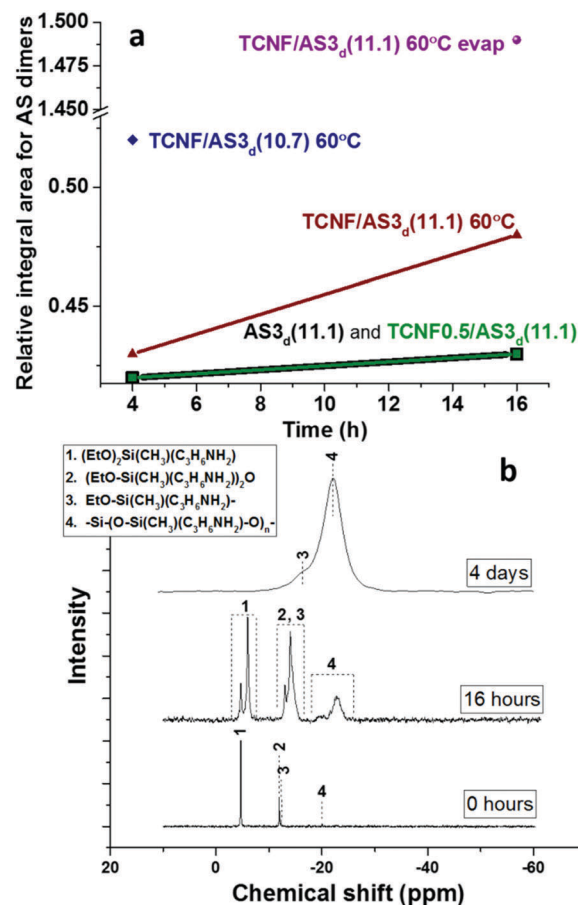 a
1.500
1.475
0.50
0.45
Relative integral area for AS dimers
TCNF/AS3d(11.1) 60°C evap
TCNF/AS3d(10.7) 60°C
TCNF/AS3d(11.1) 60°C
AS3d(11.1) and TCNF0.5/AS3d(11.1)
4 6 8 10 12 14 16
Time (h)
b
1. (EtO)2Si(CH3)(C3H6NH2)
2. (EtO-Si(CH3)(C3H6NH2))2O
3. EtO-Si(CH3)(C3H6NH2)-
4. -Si-(O-Si(CH3)(C3H6NH2)-O)n-
4
3
4 days
1
2, 3
4
16 hours
1
2
3
4
0 hours
Intensity
20 0 -20 -40 -60
Chemical shift (ppm)